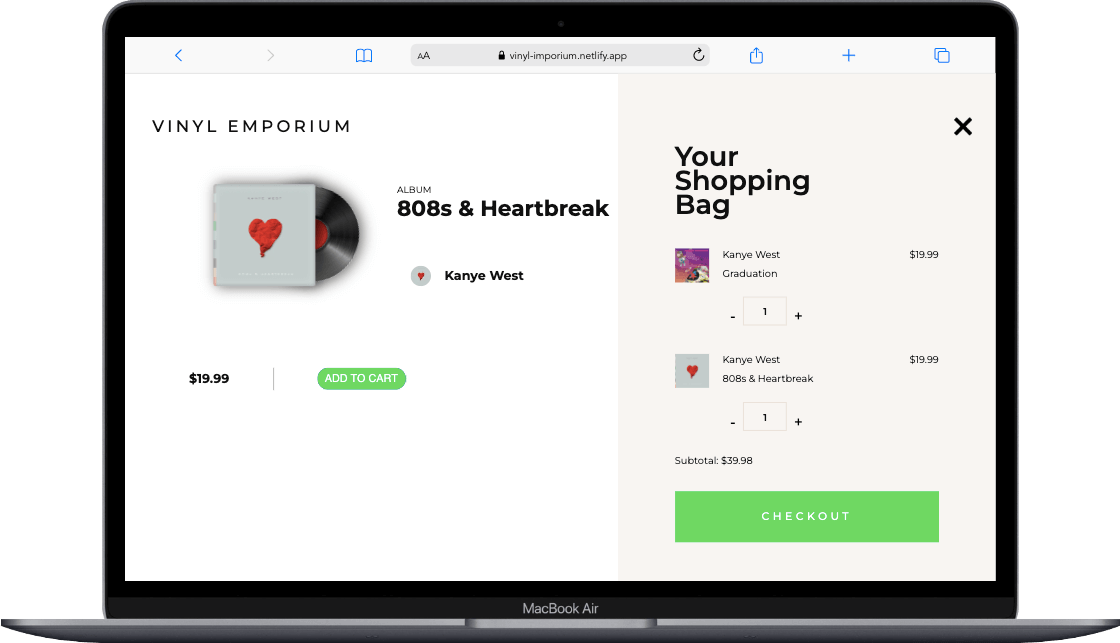 AA
vinyl-imporium.netlify.app
VINYL EMPORIUM
ALBUM
808s & Heartbreak
KANYE WEST
Kanye West
$19.99
ADD TO CART
Your
Shopping
Bag
Kanye West $19.99
Graduation
- 1 +
Kanye West $19.99
808s & Heartbreak
- 1 +
Subtotal: $39.98
CHECKOUT
MacBook Air